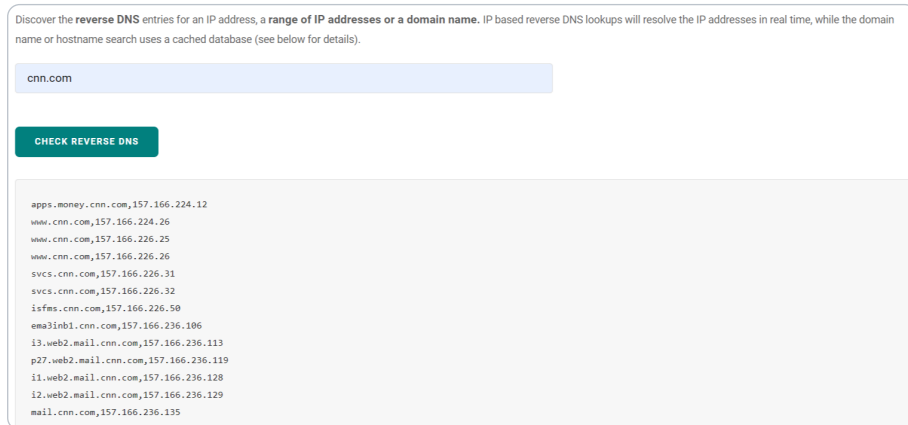 Discover the reverse DNS entries for an IP address, a range of IP addresses or a domain name. IP based reverse DNS lookups will resolve the IP addresses in real time, while the domain
name or hostname search uses a cached database (see below for details).
cnn.com
CHECK REVERSE DNS
apps.money.cnn.com,157.166.224.12
www.cnn.com,157.166.224.26
www.cnn.com,157.166.226.25
www.cnn.com,157.166.226.26
svcs.cnn.com,157.166.226.31
svcs.cnn.com,157.166.226.32
isfms.cnn.com,157.166.226.50
ema3inb1.cnn.com,157.166.236.106
i3.web2.mail.cnn.com,157.166.236.113
p27.web2.mail.cnn.com,157.166.236.119
i1.web2.mail.cnn.com,157.166.236.128
i2.web2.mail.cnn.com,157.166.236.129
mail.cnn.com,157.166.236.135